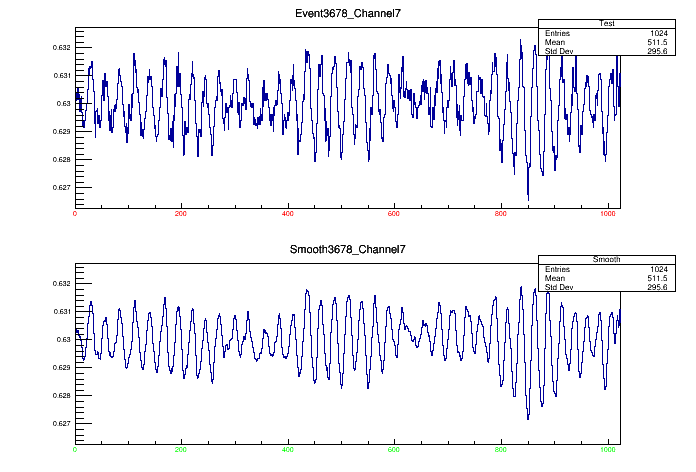 Event3678_Channel7
Test
Entries 1024
Mean 511.5
Std Dev 295.6
0.632
0.631
0.63
0.629
0.628
0.627
0 200 400 600 800 1000
Smooth3678_Channel7
Smooth
Entries 1024
Mean 511.5
Std Dev 295.6
0.632
0.631
0.63
0.629
0.628
0.627
0 200 400 600 800 1000